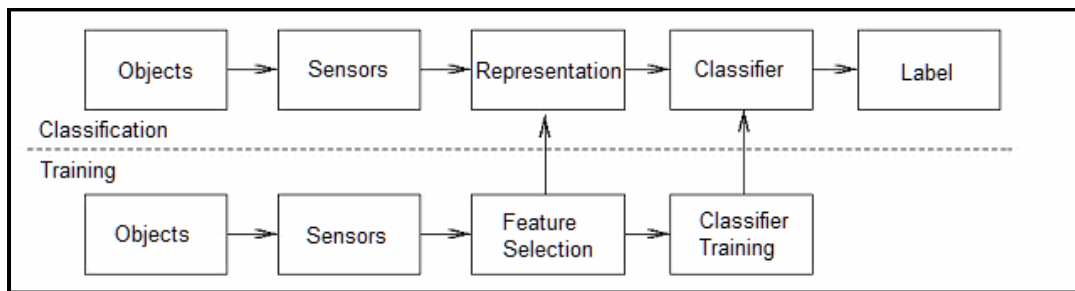 Objects
Sensors
Representation
Classifier
Label
Classification
Training
Objects
Sensors
Feature
Selection
Classifier
Training